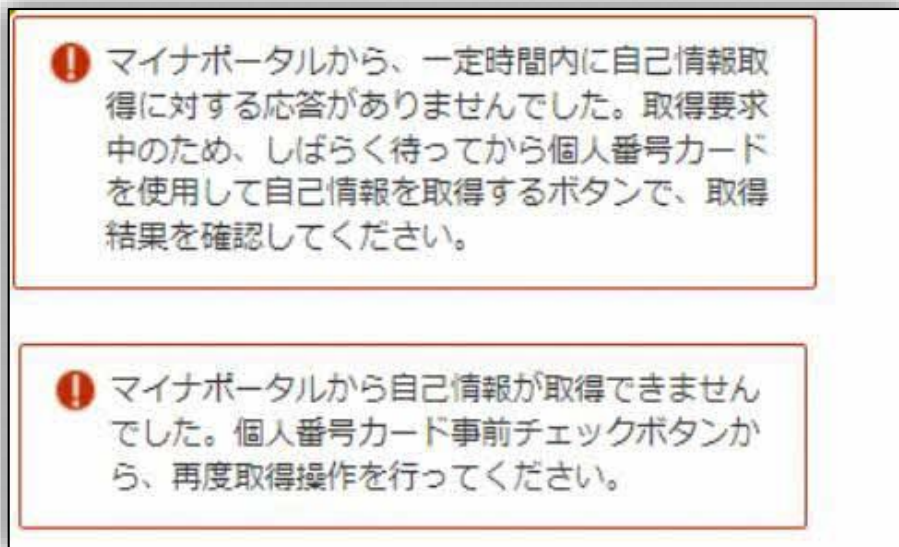 マイナポータルから、一定時間内に自己情報取
得に対する応答がありませんでした。取得要求
中のため、しばらく待ってから個人番号カード
を使用して自己情報を取得するボタンで、取得
結果を確認してください。
マイナポータルから自己情報が取得できません
でした。個人番号カード事前チェックボタンか
ら、再度取得操作を行ってください。